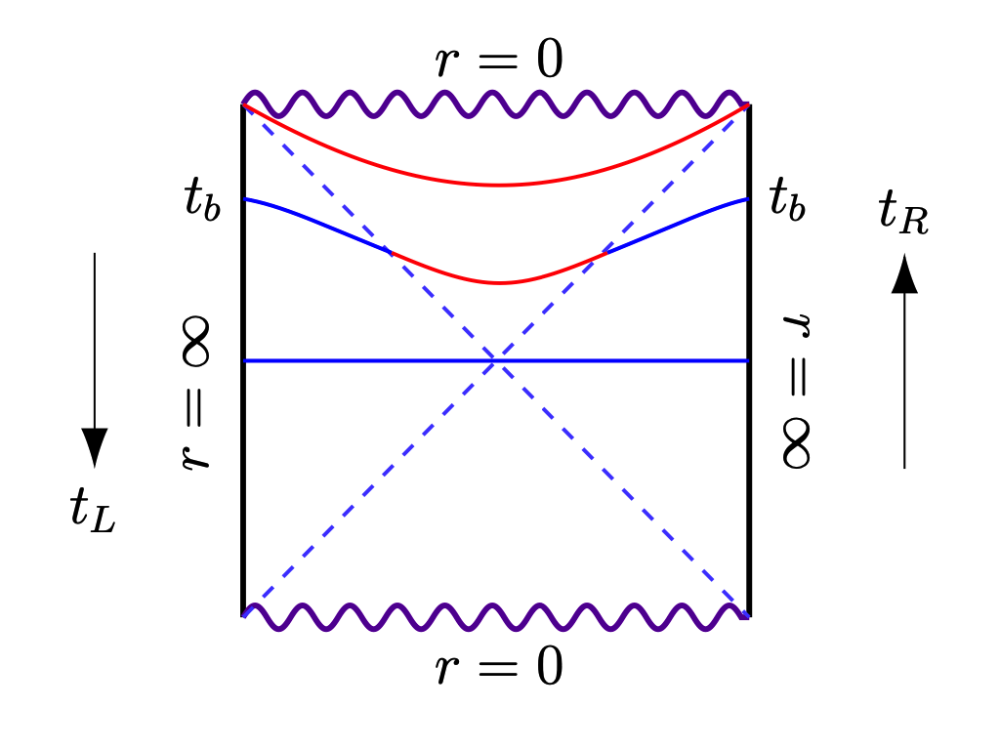 r = 0
t_b
t_b
t_R
r = ∞
r = ∞
t_L
r = 0